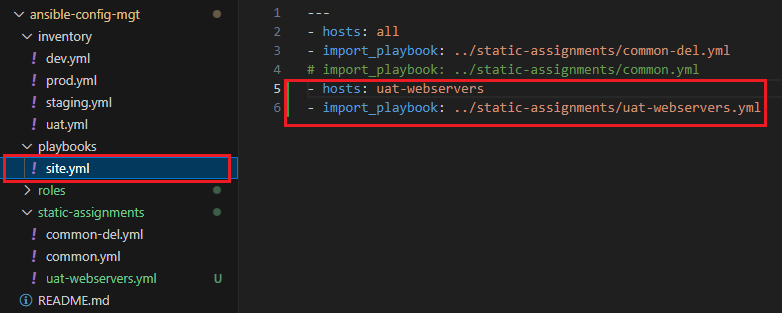 ansible-config-mgt
inventory
! dev.yml
! prod.yml
! staging.yml
! uat.yml
playbooks
! site.yml
roles
static-assignments
! common-del.yml
! common.yml
! uat-webservers.yml U
README.md
1 ---
2 - hosts: all
3 - import_playbook: ../static-assignments/common-del.yml
4 # import_playbook: ../static-assignments/common.yml
5 - hosts: uat-webservers
6 - import_playbook: ../static-assignments/uat-webservers.yml